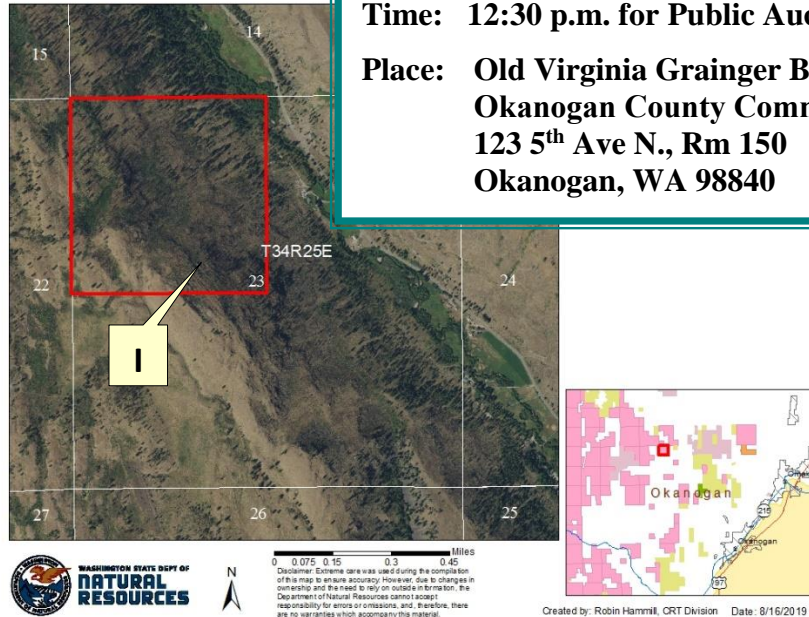 Time: 12:30 p.m. for Public
Place: Old Virginia Grainger
Okanogan County
123 5th Ave N., Rm 150
Okanogan, WA 98840
15
14
T34R25E
22
23
24
I
27
26
25
WASHINGTON STATE DEPT OF
NATURAL
RESOURCES
N
Miles
0 0.075 0.15 0.3 0.45
Disclaimer: Extreme care was used during the compilation
of this map to ensure accuracy. However, due to changes in
ownership and the need to rely on outside information, the
Department of Natural Resources cannot accept
responsibility for errors or omissions, and, therefore, there
are no warranties which accompany this material.
Okanogan
215
Okanogan
97
Created by: Robin Hammill, CRT Division Date: 8/16/2019